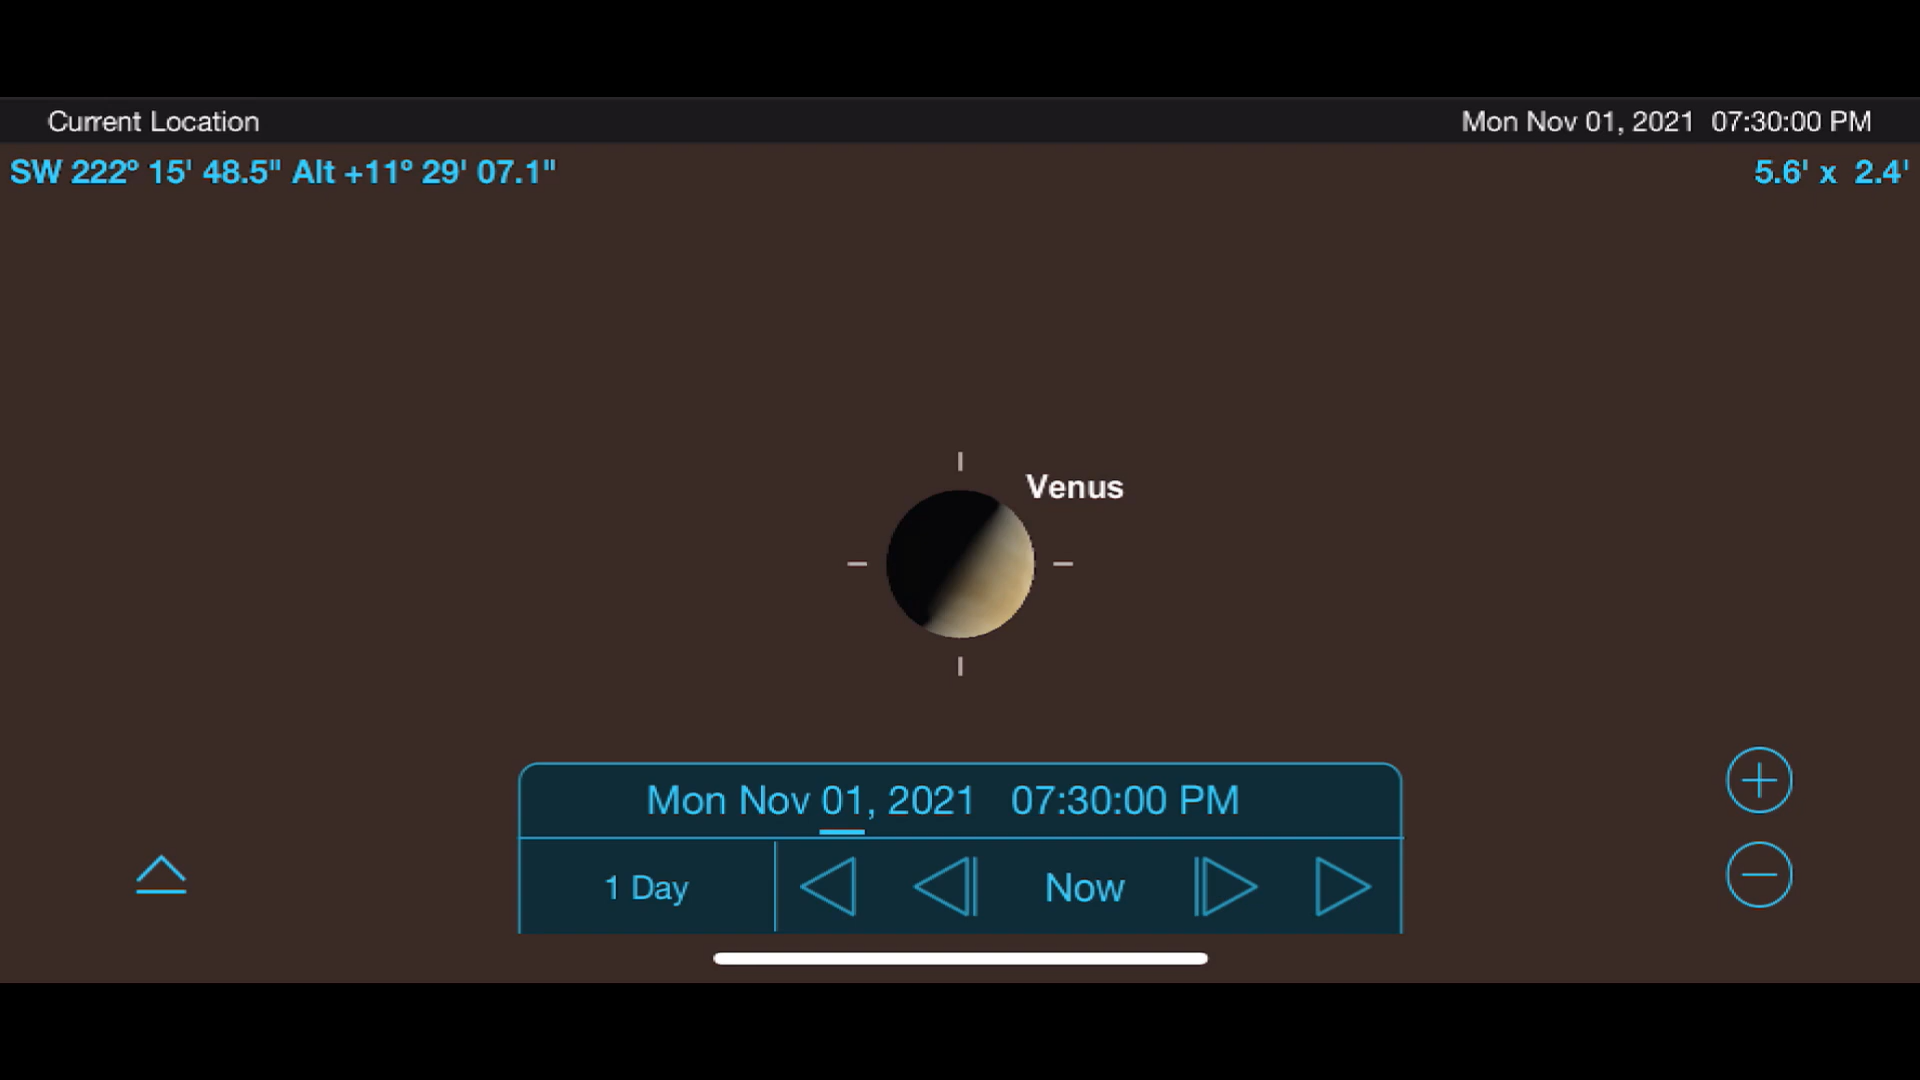 Current Location
Mon Nov 01, 2021 07:30:00 PM
SW 222° 15' 48.5" Alt +11° 29' 07.1"
5.6' x 2.4'
Venus
Mon Nov 01, 2021 07:30:00 PM
1 Day
Now